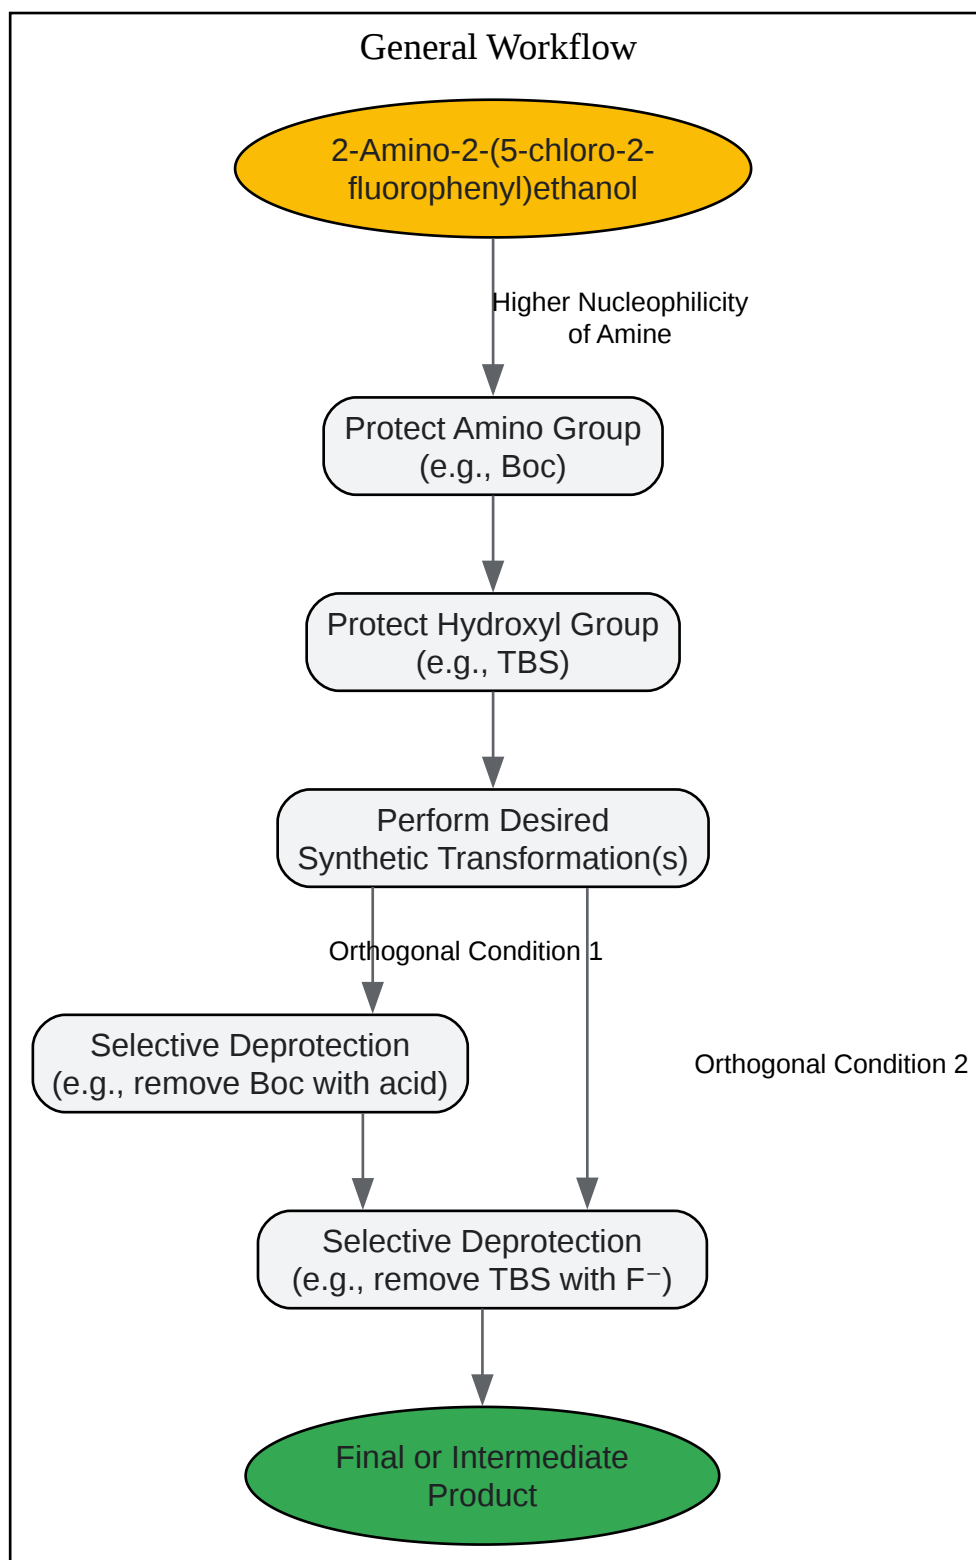 General Workflow
2-Amino-2-(5-chloro-2-
fluorophenyl)ethanol
Higher Nucleophilicity
of Amine
Protect Amino Group
(e.g., Boc)
Protect Hydroxyl Group
(e.g., TBS)
Perform Desired
Synthetic Transformation(s)
Orthogonal Condition 1
Selective Deprotection
(e.g., remove Boc with acid)
Orthogonal Condition 2
Selective Deprotection
(e.g., remove TBS with F⁻)
Final or Intermediate
Product